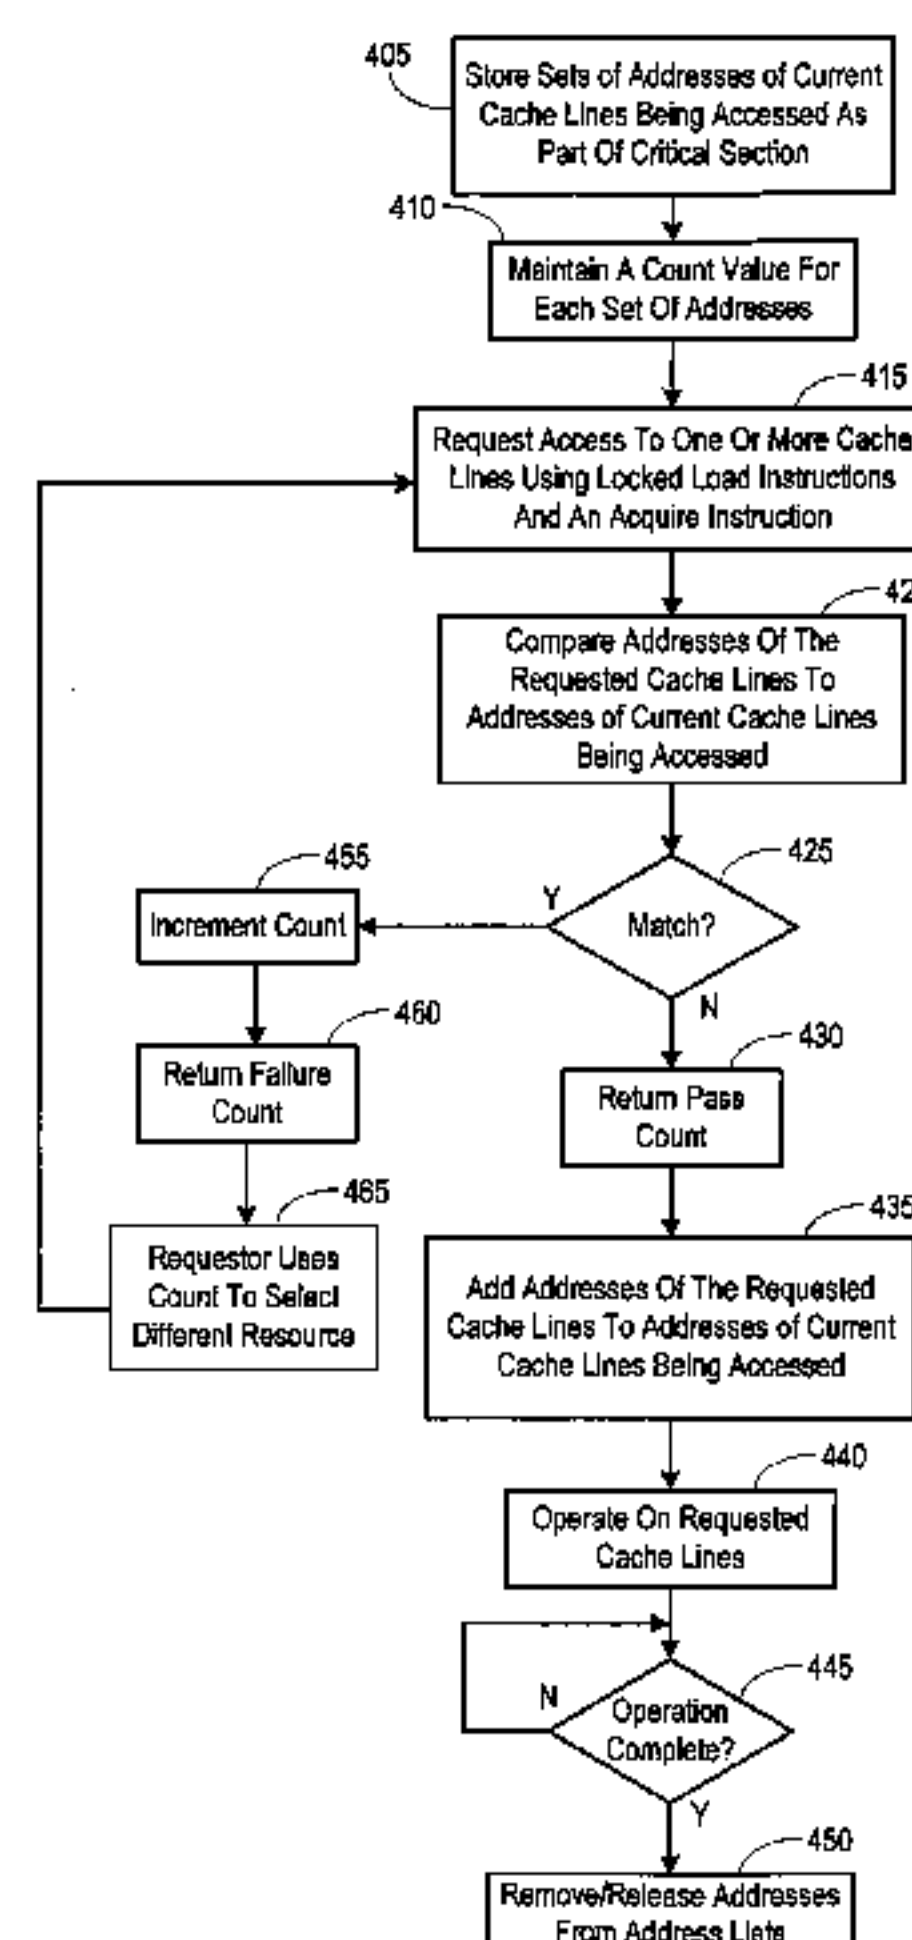 405
Store Sets of Addresses of Current
Cache Lines Being Accessed As
Part Of Critical Section
410
Maintain A Count Value For
Each Set Of Addresses
415
Request Access To One Or More Cache
Lines Using Locked Load Instructions
And An Acquire Instruction
42
Compare Addresses Of The
Requested Cache Lines To
Addresses of Current Cache Lines
Being Accessed
425
Match?
Y
N
455
Increment Count
460
Return Failure
Count
465
Requestor Uses
Count To Select
Different Resource
430
Return Pass
Count
435
Add Addresses Of The Requested
Cache Lines To Addresses of Current
Cache Lines Being Accessed
440
Operate On Requested
Cache Lines
445
Operation
Complete?
N
Y
450
Remove/Release Addresses
From Address Lists